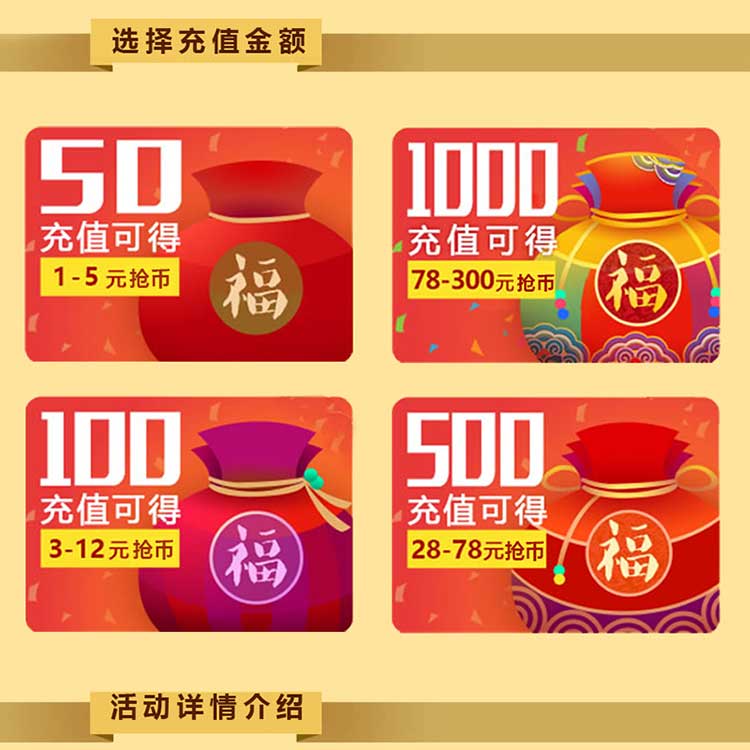 选择充值金额
50
充值可得
1-5元抢币
福
1000
充值可得
78-300元抢币
福
100
充值可得
3-12元抢币
福
500
充值可得
28-78元抢币
福
活动详情介绍